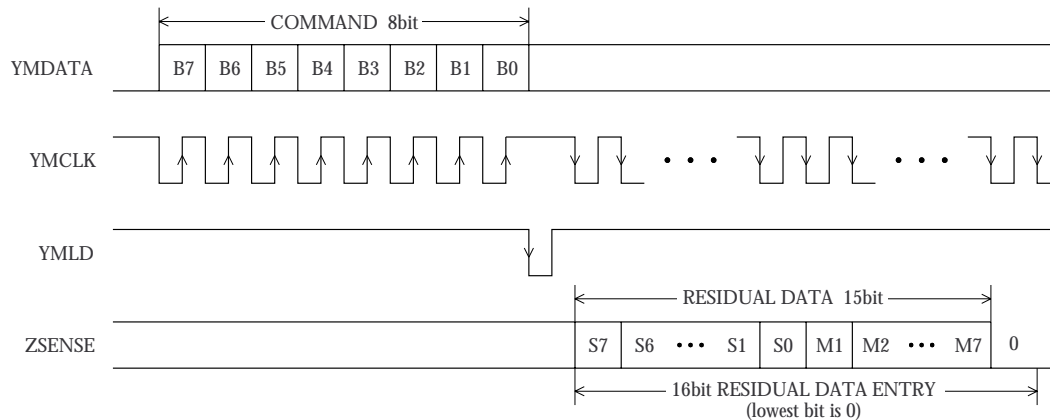 COMMAND 8bit
YMDATA B7 B6 B5 B4 B3 B2 B1 B0
YMCLK • • • • • •
YMLD
RESIDUAL DATA 15bit
ZSENSE S7 S6 ••• S1 S0 M1 M2 ••• M7 0
16bit RESIDUAL DATA ENTRY
(lowest bit is 0)